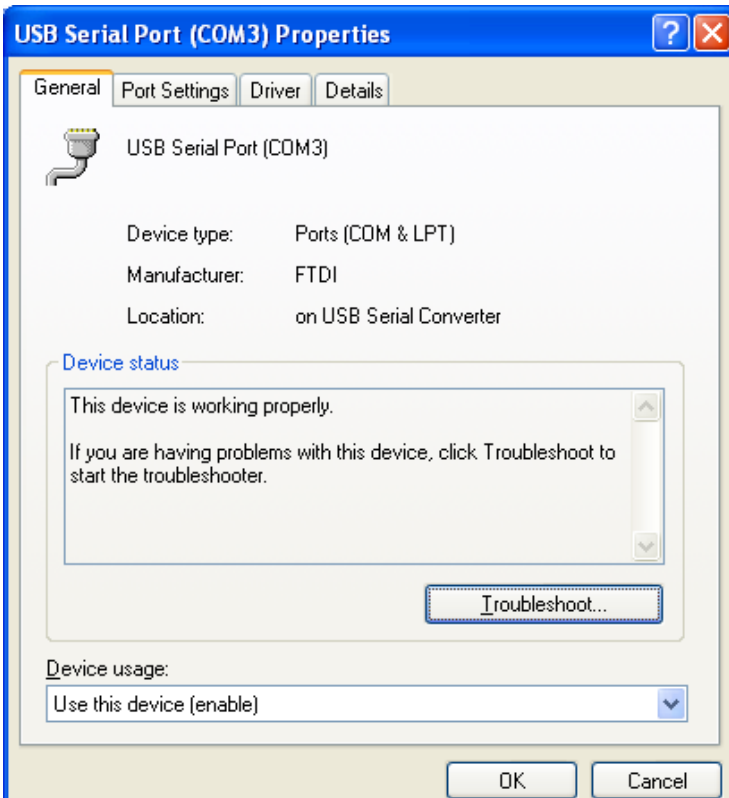 USB Serial Port (COM3) Properties
General Port Settings Driver Details
USB Serial Port (COM3)
Device type: Ports (COM & LPT)
Manufacturer: FTDI
Location: on USB Serial Converter
Device status
This device is working properly.
If you are having problems with this device, click Troubleshoot to
start the troubleshooter.
Troubleshoot...
Device usage:
Use this device (enable)
OK Cancel